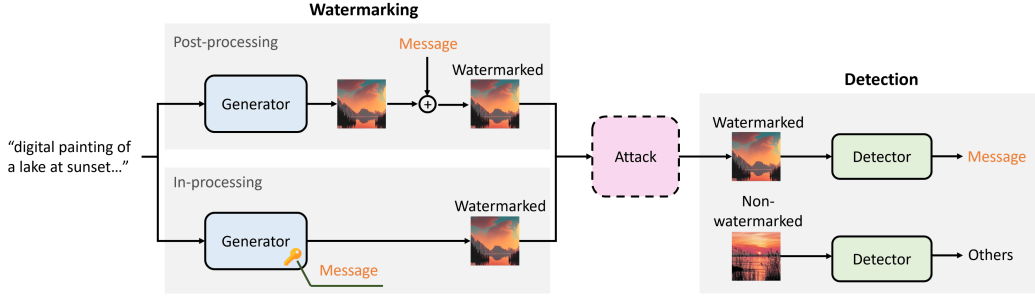 Watermarking
Post-processing
Message
Watermarked
Generator
+
“digital painting of
a lake at sunset...”
In-processing
Watermarked
Generator
Message
Attack
Detection
Watermarked
Detector
Message
Non-
watermarked
Detector
Others